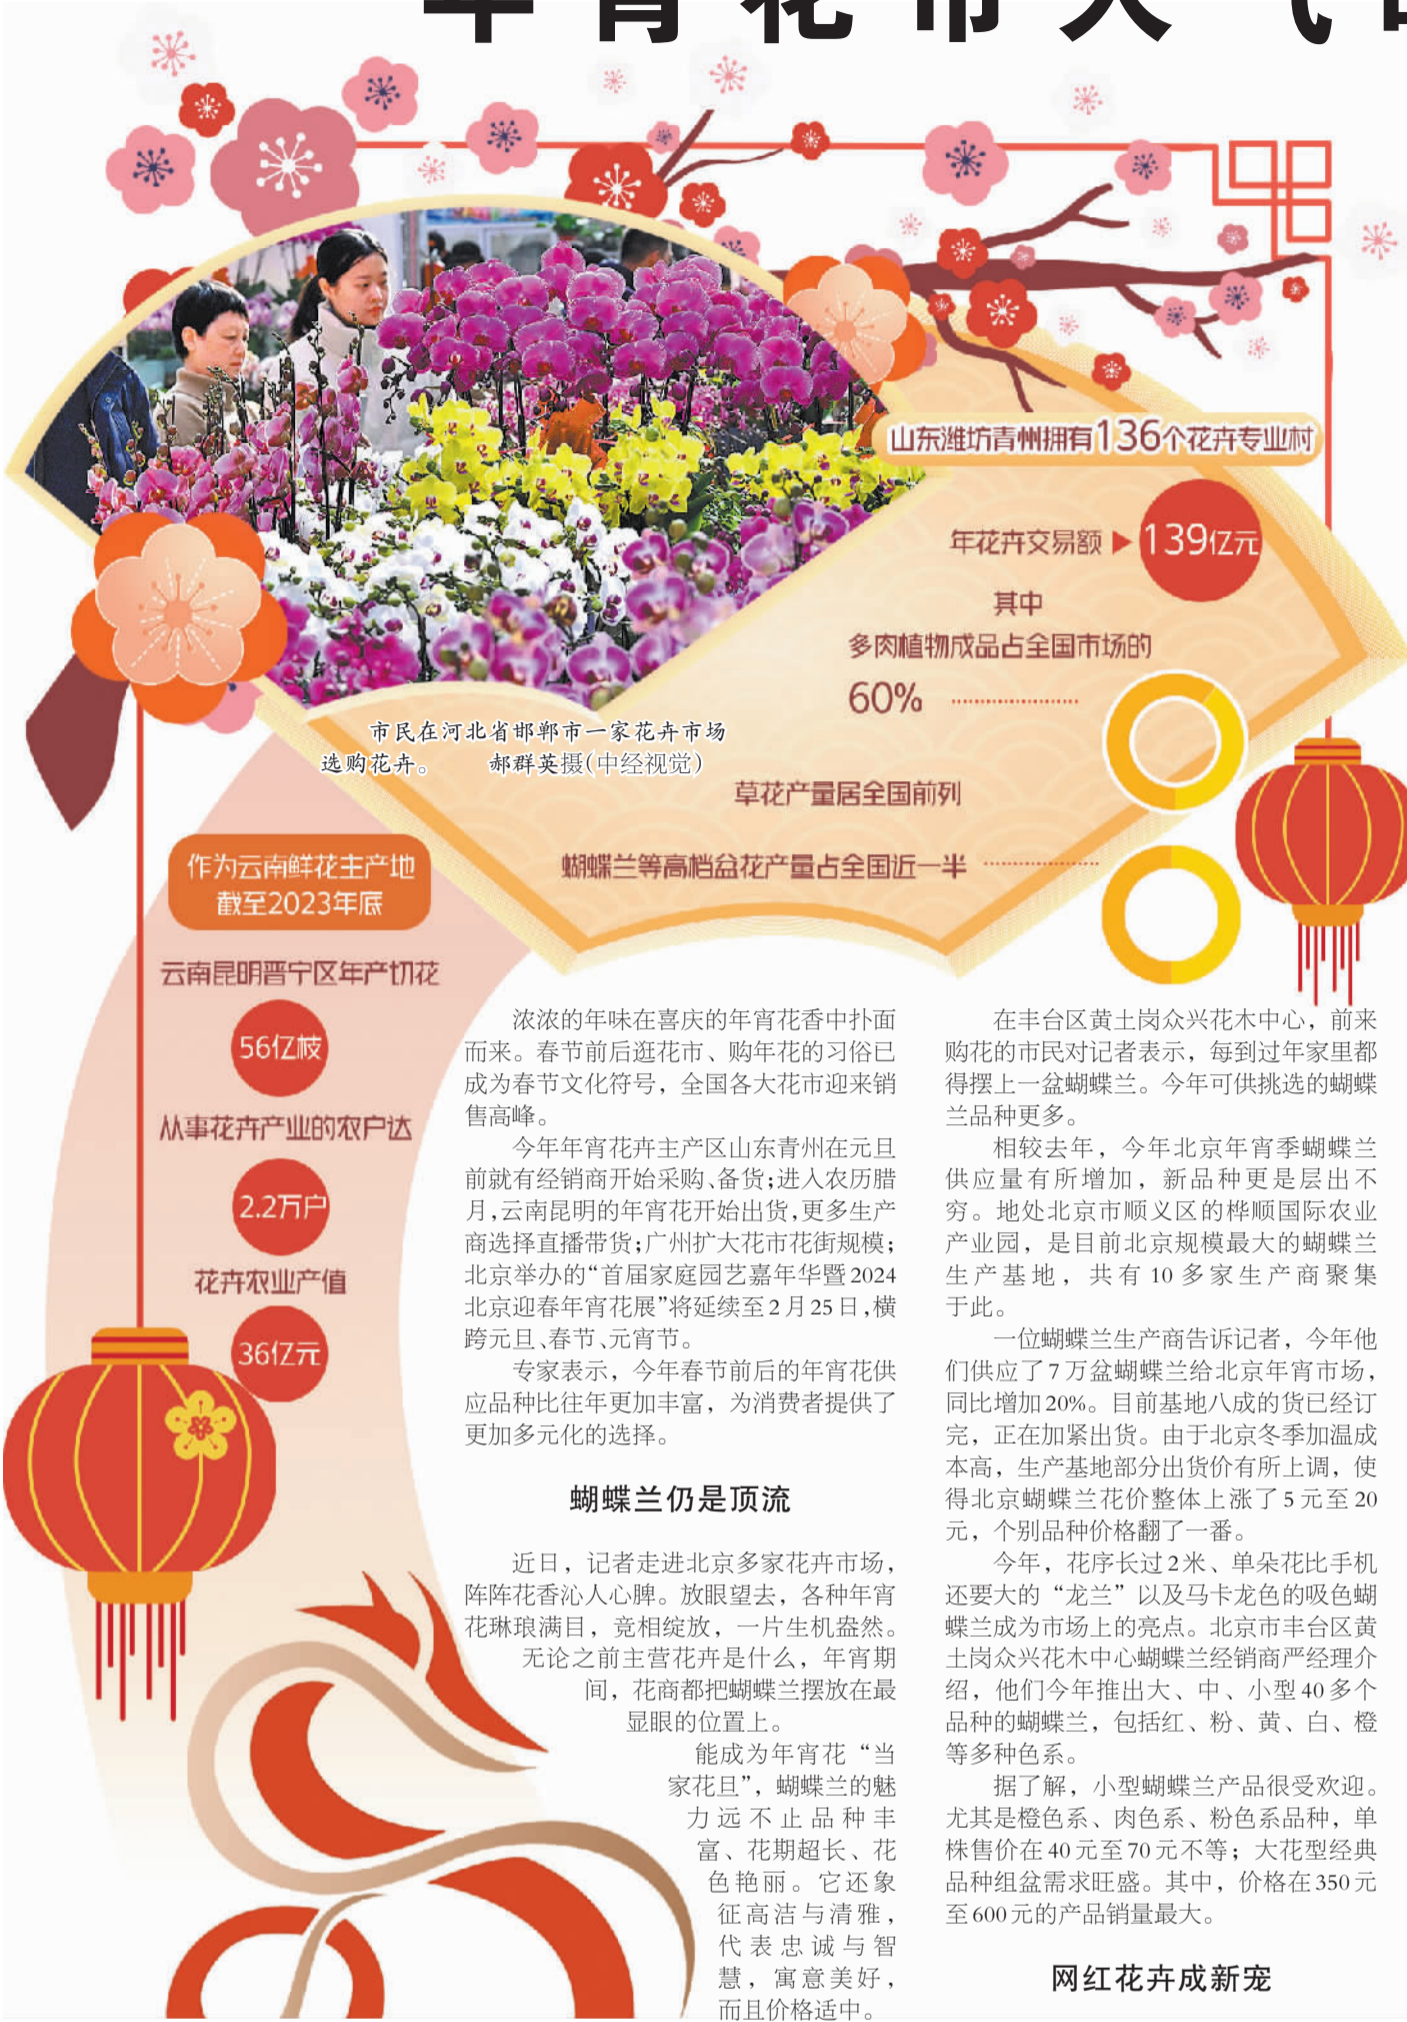 年宵花市人气旺
山东潍坊青州拥有136个花卉专业村
年花卉交易额 139亿元
其中
多肉植物成品占全国市场的
60%
草花产量居全国前列
蝴蝶兰等高档盆花产量占全国近一半
市民在河北省邯郸市一家花卉市场
选购花卉。 郝群英摄(中经视觉)
作为云南鲜花主产地
截至2023年底
云南昆明晋宁区年产切花
56亿枝
从事花卉产业的农户达
2.2万户
花卉农业产值
36亿元
浓浓的年味在喜庆的年宵花香中扑面
而来。春节前后逛花市、购年花的习俗已
成为春节文化符号，全国各大花市迎来销
售高峰。
今年年宵花卉主产区山东青州在元旦
前就有经销商开始采购、备货；进入农历腊
月，云南昆明的年宵花开始出货，更多生产
商选择直播带货；广州扩大花市花街规模；
北京举办的“首届家庭园艺嘉年华暨2024
北京迎春年宵花展”将延续至2月25日，横
跨元旦、春节、元宵节。
专家表示，今年春节前后的年宵花供
应品种比往年更加丰富，为消费者提供了
更加多元化的选择。
蝴蝶兰仍是顶流
近日，记者走进北京多家花卉市场，
阵阵花香沁人心脾。放眼望去，各种年宵
花琳琅满目，竞相绽放，一片生机盎然。
无论之前主营花卉是什么，年宵期
间，花商都把蝴蝶兰摆放在最
显眼的位置上。
能成为年宵花“当
家花旦”，蝴蝶兰的魅
力远不止品种丰
富、花期超长、花
色艳丽。它还象
征高洁与清雅，
代表忠诚与智
慧，寓意美好，
而且价格适中。
在丰台区黄土岗众兴花木中心，前来
购花的市民对记者表示，每到过年家里都
得摆上一盆蝴蝶兰。今年可供挑选的蝴蝶
兰品种更多。
相较去年，今年北京年宵季蝴蝶兰
供应量有所增加，新品种更是层出不
穷。地处北京市顺义区的桦顺国际农业
产业园，是目前北京规模最大的蝴蝶兰
生产基地，共有10多家生产商聚集
于此。
一位蝴蝶兰生产商告诉记者，今年他
们供应了7万盆蝴蝶兰给北京年宵市场，
同比增加20%。目前基地八成的货已经订
完，正在加紧出货。由于北京冬季加温成
本高，生产基地部分出货价有所上调，使
得北京蝴蝶兰花价整体上涨了5元至20
元，个别品种价格翻了一番。
今年，花序长过2米、单朵花比手机
还要大的“龙兰”以及马卡龙色的吸色蝴
蝶兰成为市场上的亮点。北京市丰台区黄
土岗众兴花木中心蝴蝶兰经销商严经理介
绍，他们今年推出大、中、小型40多个
品种的蝴蝶兰，包括红、粉、黄、白、橙
等多种色系。
据了解，小型蝴蝶兰产品很受欢迎。
尤其是橙色系、肉色系、粉色系品种，单
株售价在40元至70元不等；大花型经典
品种组盆需求旺盛。其中，价格在350元
至600元的产品销量最大。
网红花卉成新宠